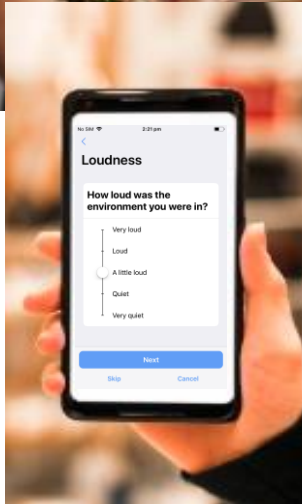 No SIM 2:21 pm
Loudness
How loud was the
environment you were in?
Very loud
Loud
A little loud
Quiet
Very quiet
Next
Skip Cancel